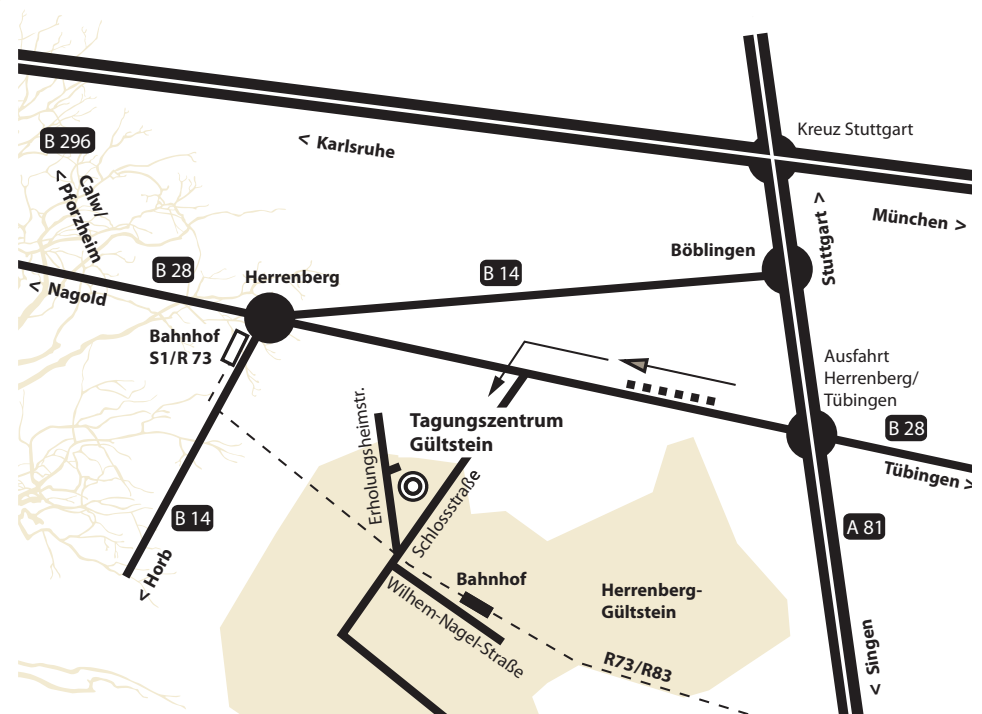 Kreuz Stuttgart
B 296
< Karlsruhe
Calw/
< Pforzheim
München >
Stuttgart >
Böblingen
B 28
Herrenberg
B 14
< Nagold
Bahnhof
S1/R 73
Ausfahrt
Herrenberg/
Tübingen
Erholungsheimstr.
Tagungszentrum
Gültstein
B 28
Tübingen >
Schlossstraße
B 14
A 81
< Horb
Bahnhof
Wilhem-Nagel-Straße
Herrenberg-
Gültstein
R73/R83
< Singen